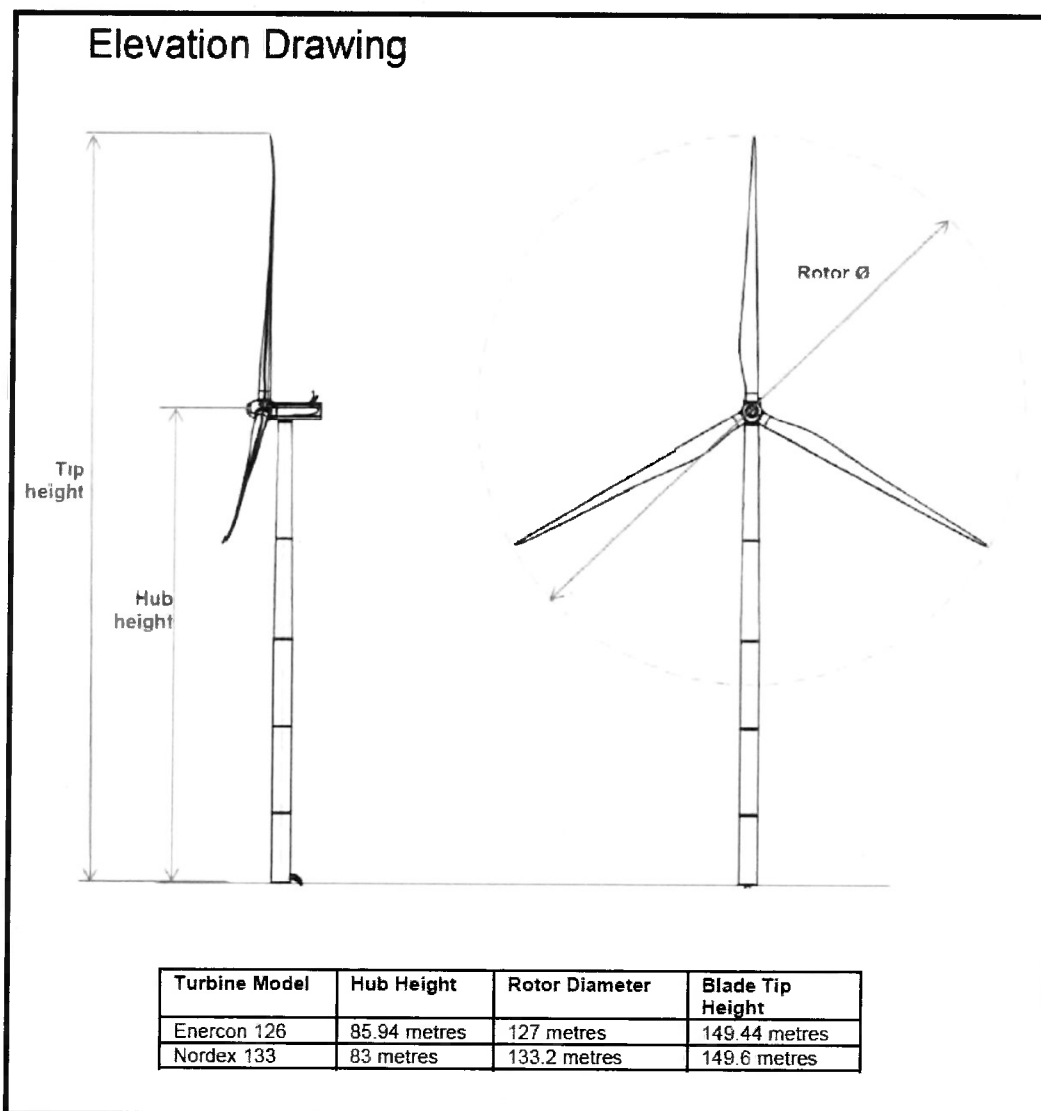 Elevation Drawing
Rotor Ø
Tip
height
Hub
height
Turbine Model Hub Height Rotor Diameter Blade Tip
Height
Enercon 126 85.94 metres 127 metres 149.44 metres
Nordex 133 83 metres 133.2 metres 149.6 metres